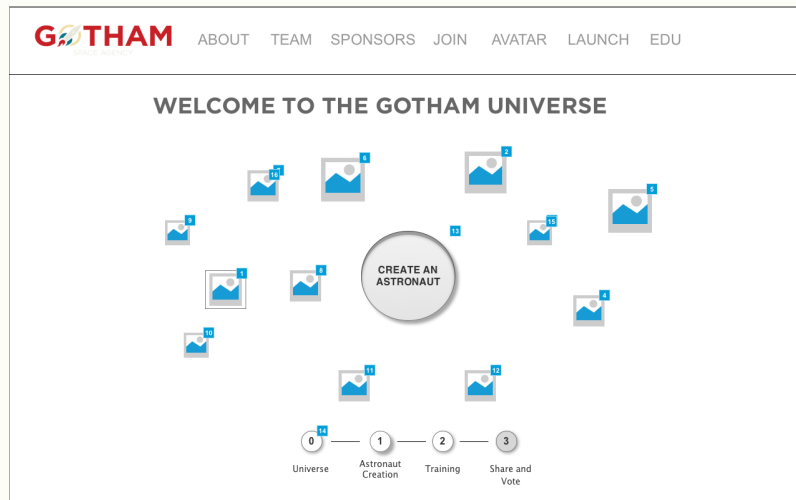 GOTHAM
ABOUT TEAM SPONSORS JOIN AVATAR LAUNCH EDU
WELCOME TO THE GOTHAM UNIVERSE
6
2
16
5
9
15
13
1
8
CREATE AN
ASTRONAUT
4
10
11
12
14
0 1 2 3
Universe
Astronaut
Creation
Training
Share and
Vote